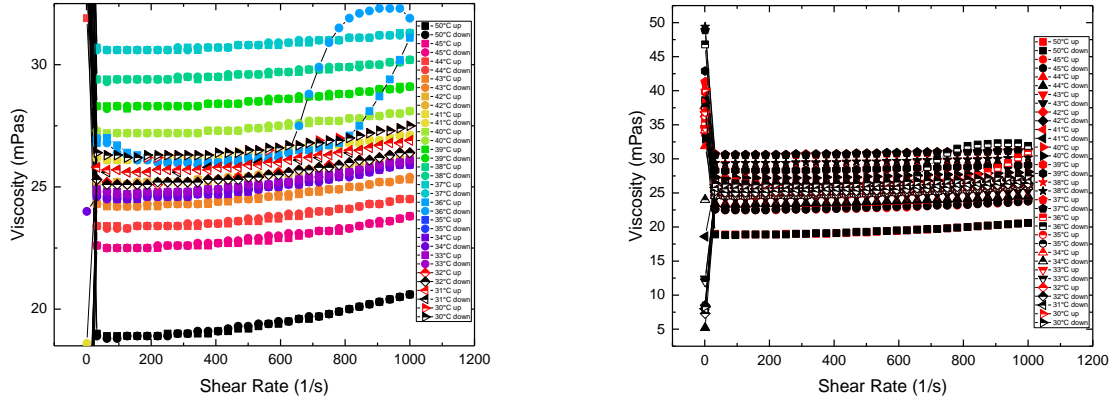 30
25
20
0 200 400 600 800 1000 1200
Viscosity (mPas)
Shear Rate (1/s)
50°C up
50°C down
45°C up
45°C down
44°C up
44°C down
43°C up
43°C down
42°C up
42°C down
41°C up
41°C down
40°C up
40°C down
39°C up
39°C down
38°C up
38°C down
37°C up
37°C down
36°C up
36°C down
35°C up
35°C down
34°C up
34°C down
33°C up
33°C down
32°C up
32°C down
31°C up
31°C down
30°C up
30°C down
50
45
40
35
30
25
20
15
10
5
0 200 400 600 800 1000 1200
Viscosity (mPas)
Shear Rate (1/s)
50°C up
50°C down
45°C up
45°C down
44°C up
44°C down
43°C up
43°C down
42°C up
42°C down
41°C up
41°C down
40°C up
40°C down
39°C up
39°C down
38°C up
38°C down
37°C up
37°C down
36°C up
36°C down
35°C up
35°C down
34°C up
34°C down
33°C up
33°C down
32°C up
32°C down
31°C down
30°C up
30°C down